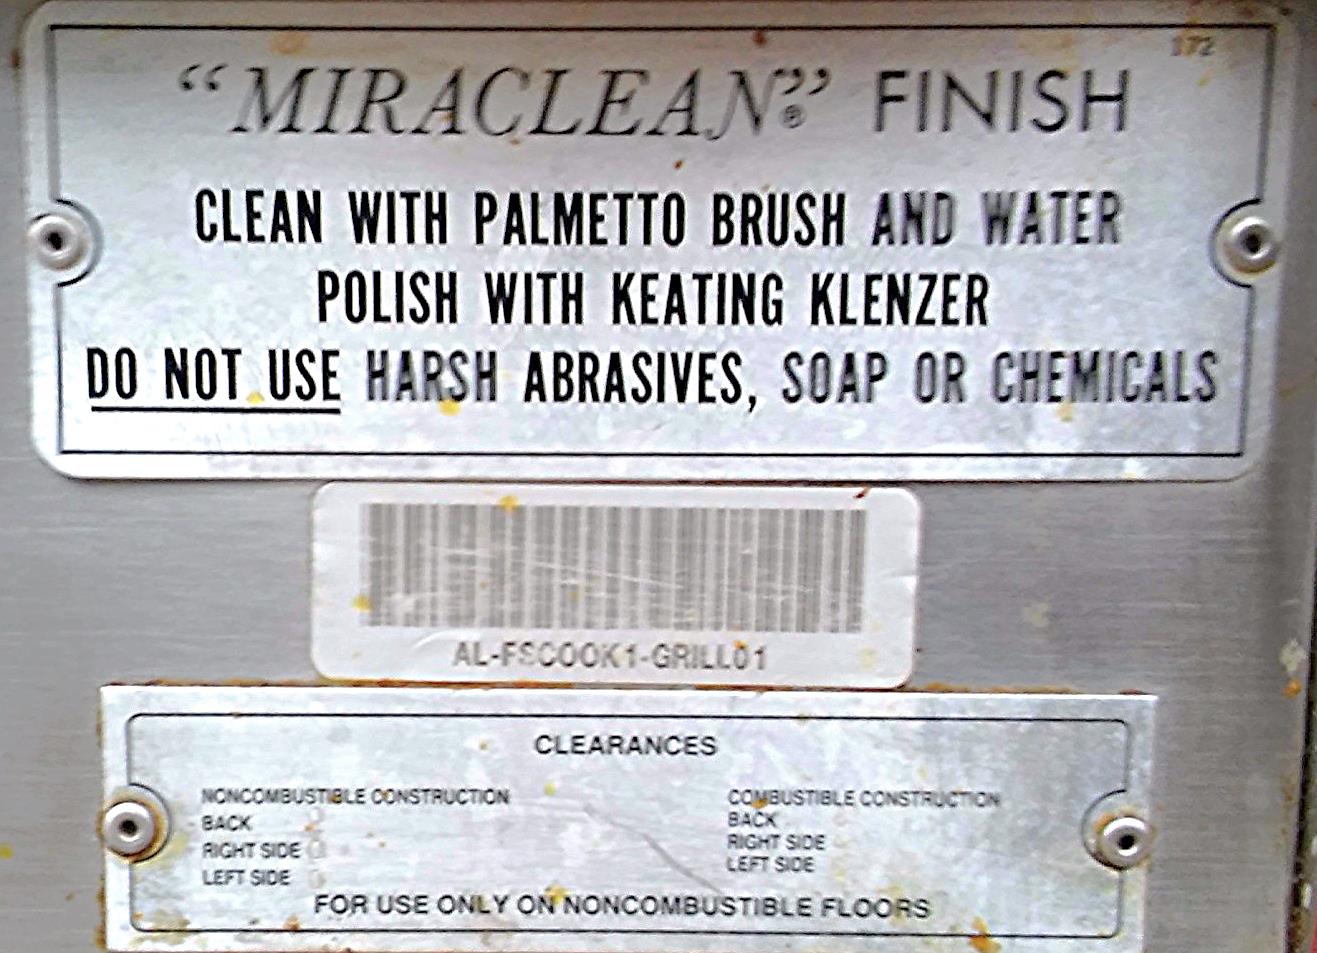 172
“MIRACLEAN”® FINISH
CLEAN WITH PALMETTO BRUSH AND WATER
POLISH WITH KEATING KLENZER
DO NOT USE HARSH ABRASIVES, SOAP OR CHEMICALS
AL-FSCOOK1-GRILL01
CLEARANCES
NONCOMBUSTIBLE CONSTRUCTION
BACK
RIGHT SIDE
LEFT SIDE
COMBUSTIBLE CONSTRUCTION
BACK
RIGHT SIDE
LEFT SIDE
FOR USE ONLY ON NONCOMBUSTIBLE FLOORS